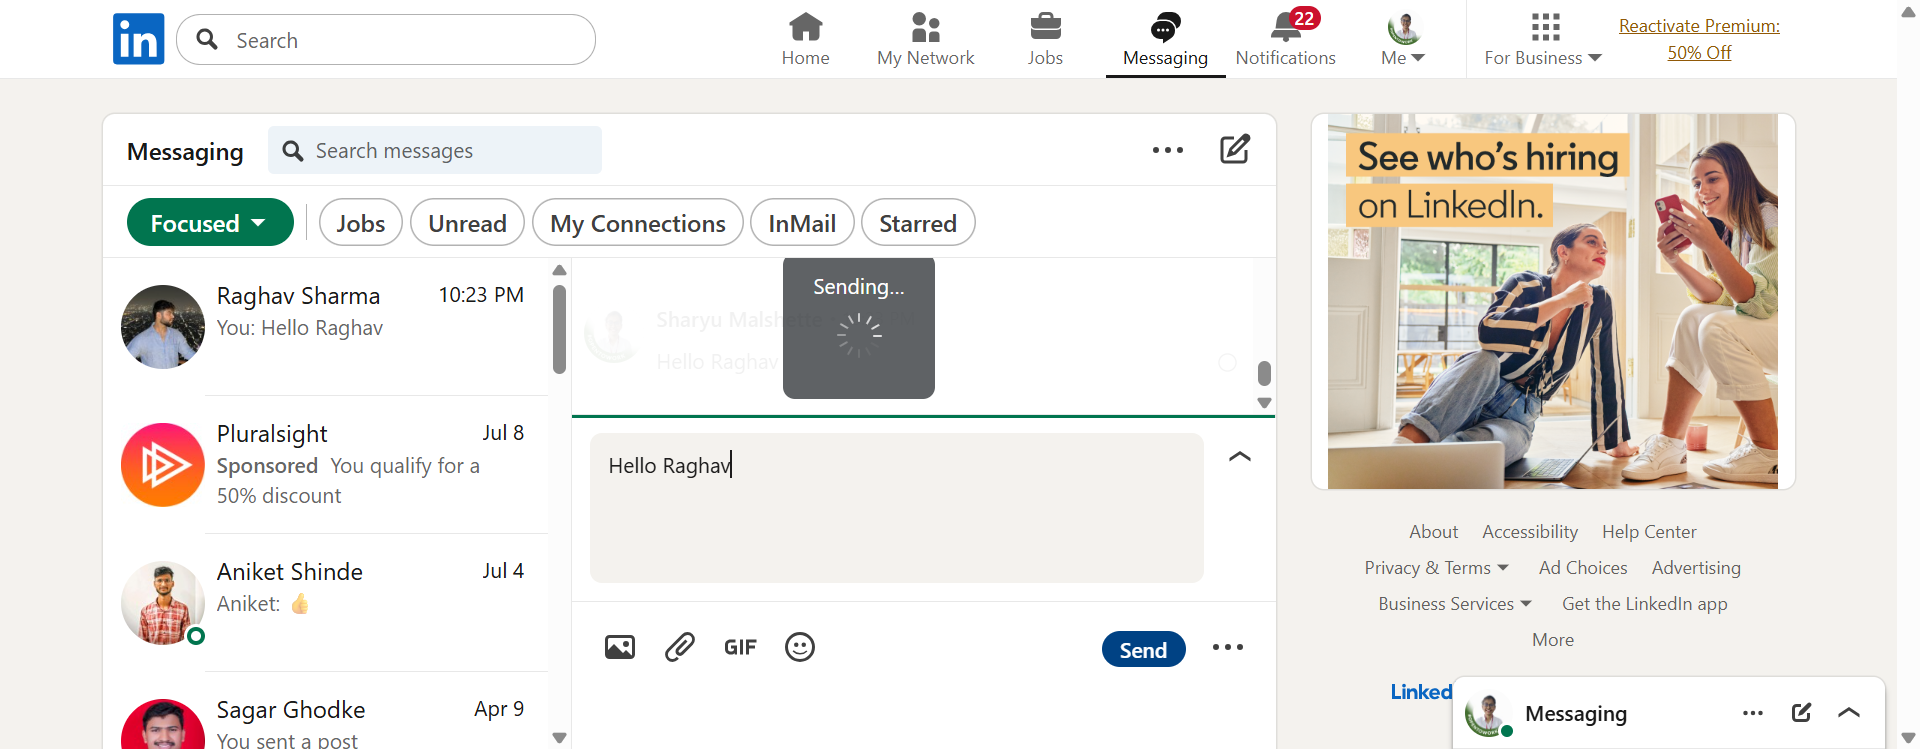 in
Search
Home
My Network
Jobs
Messaging
22
Notifications
Me
For Business
Reactivate Premium:
50% Off
Messaging
Search messages
Focused
Jobs
Unread
My Connections
InMail
Starred
Raghav Sharma
10:23 PM
You: Hello Raghav
Pluralsight
Jul 8
Sponsored You qualify for a
50% discount
Aniket Shinde
Jul 4
Aniket: 👍
Sagar Ghodke
Apr 9
You sent a post
Sending...
Sharyu Malshette
Hello Raghav
Hello Raghav
GIF
Send
See who's hiring
on LinkedIn.
About
Accessibility
Help Center
Privacy & Terms
Ad Choices
Advertising
Business Services
Get the LinkedIn app
More
Linked
Messaging